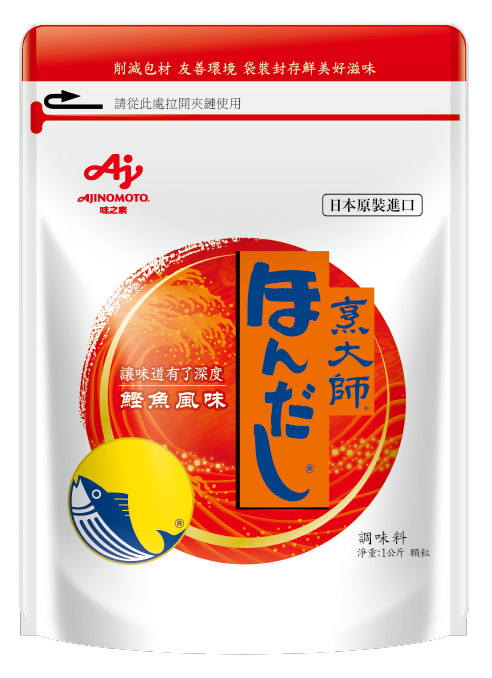 削減包材 友善環境 袋裝封存鮮美好滋味
請從此處拉開夾鏈使用
Aj
AJINOMOTO®
味之素
日本原裝進口
ほんだし®
烹大師®
讓味道有了深度
鰹魚風味
®
調味料
淨重:1公斤 顆粒